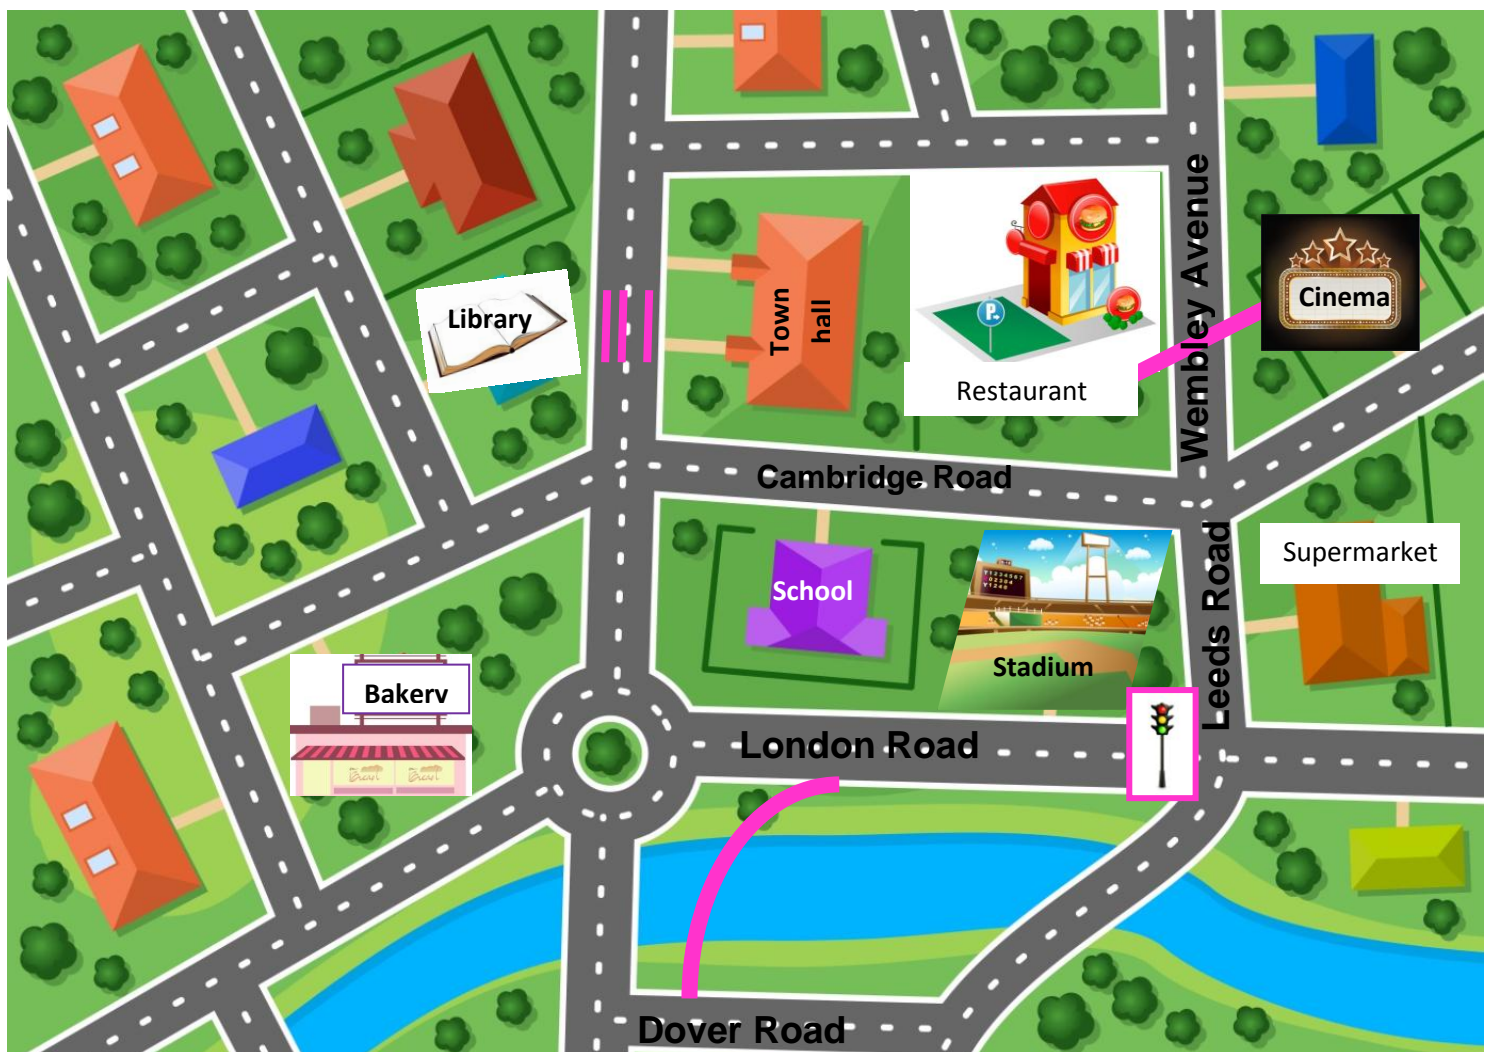 Wembley Avenue
Cinema
Library
Town
hall
P
Restaurant
Cambridge Road
Supermarket
School
Leeds Road
Stadium
Bakery
London Road
Dover Road